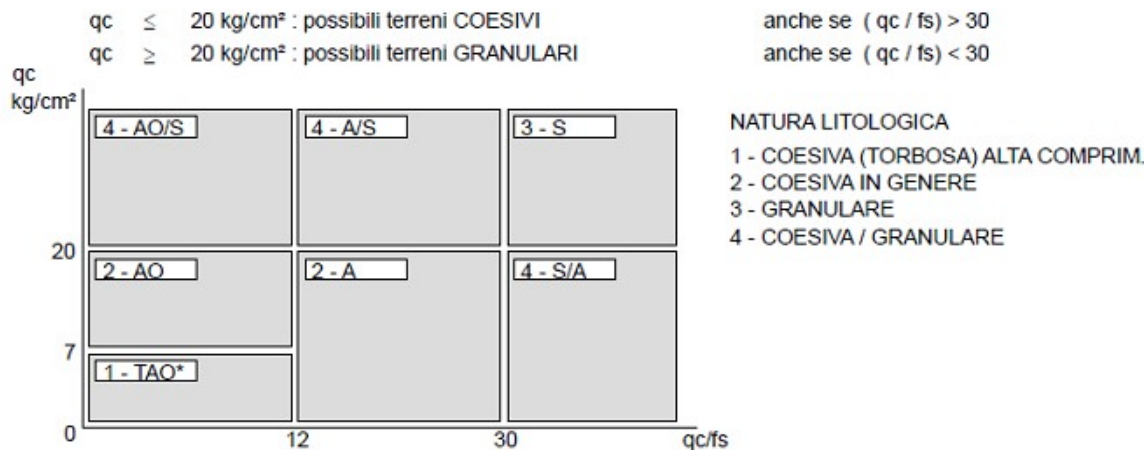 qc ≤ 20 kg/cm² : possibili terreni COESIVI anche se ( qc / fs) > 30
qc ≥ 20 kg/cm² : possibili terreni GRANULARI anche se ( qc / fs) < 30
qc
kg/cm²
4 - AO/S 4 - A/S 3 - S
NATURA LITOLOGICA
1 - COESIVA (TORBOSA) ALTA COMPRIM.
2 - COESIVA IN GENERE
3 - GRANULARE
4 - COESIVA / GRANULARE
20
2 - AO 2 - A 4 - S/A
7
1 - TAO*
0 12 30 qc/fs